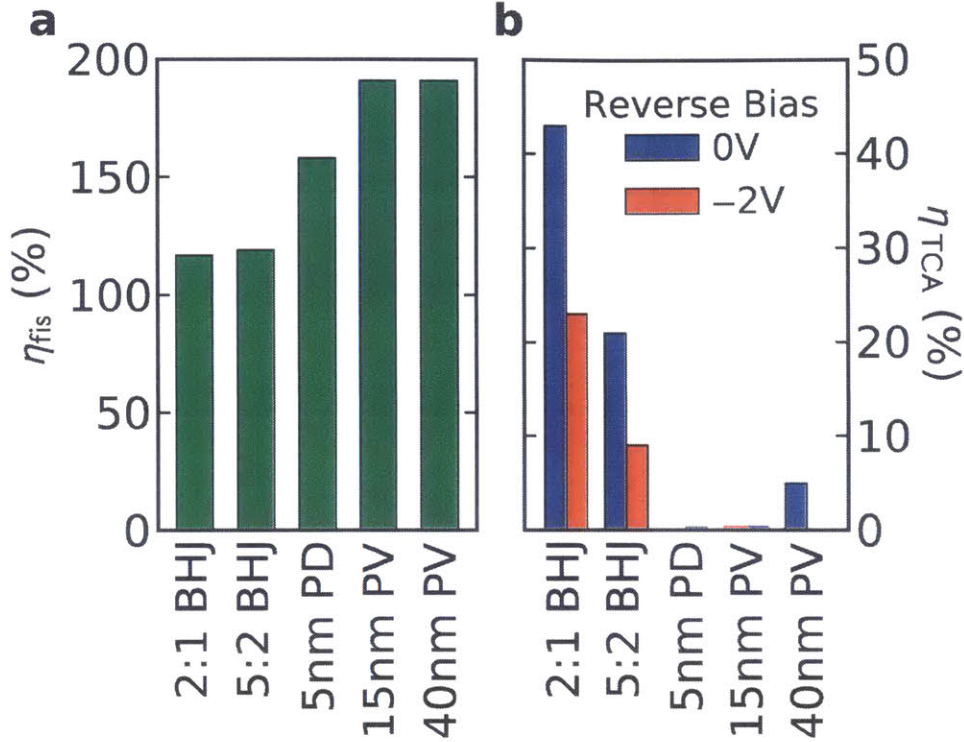 a
200
150
100
50
0
ηfis (%)
2:1 BHJ
5:2 BHJ
5nm PD
15nm PV
40nm PV
b
Reverse Bias
0V
−2V
50
40
30
20
10
0
ηTCA (%)
2:1 BHJ
5:2 BHJ
5nm PD
15nm PV
40nm PV